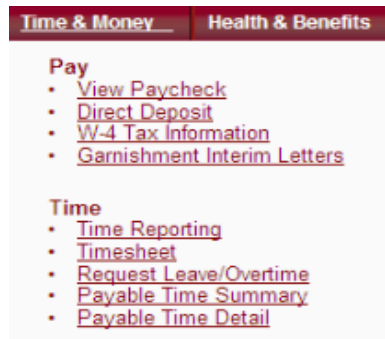 Time & Money Health & Benefits
Pay
• View Paycheck
• Direct Deposit
• W-4 Tax Information
• Garnishment Interim Letters
Time
• Time Reporting
• Timesheet
• Request Leave/Overtime
• Payable Time Summary
• Payable Time Detail